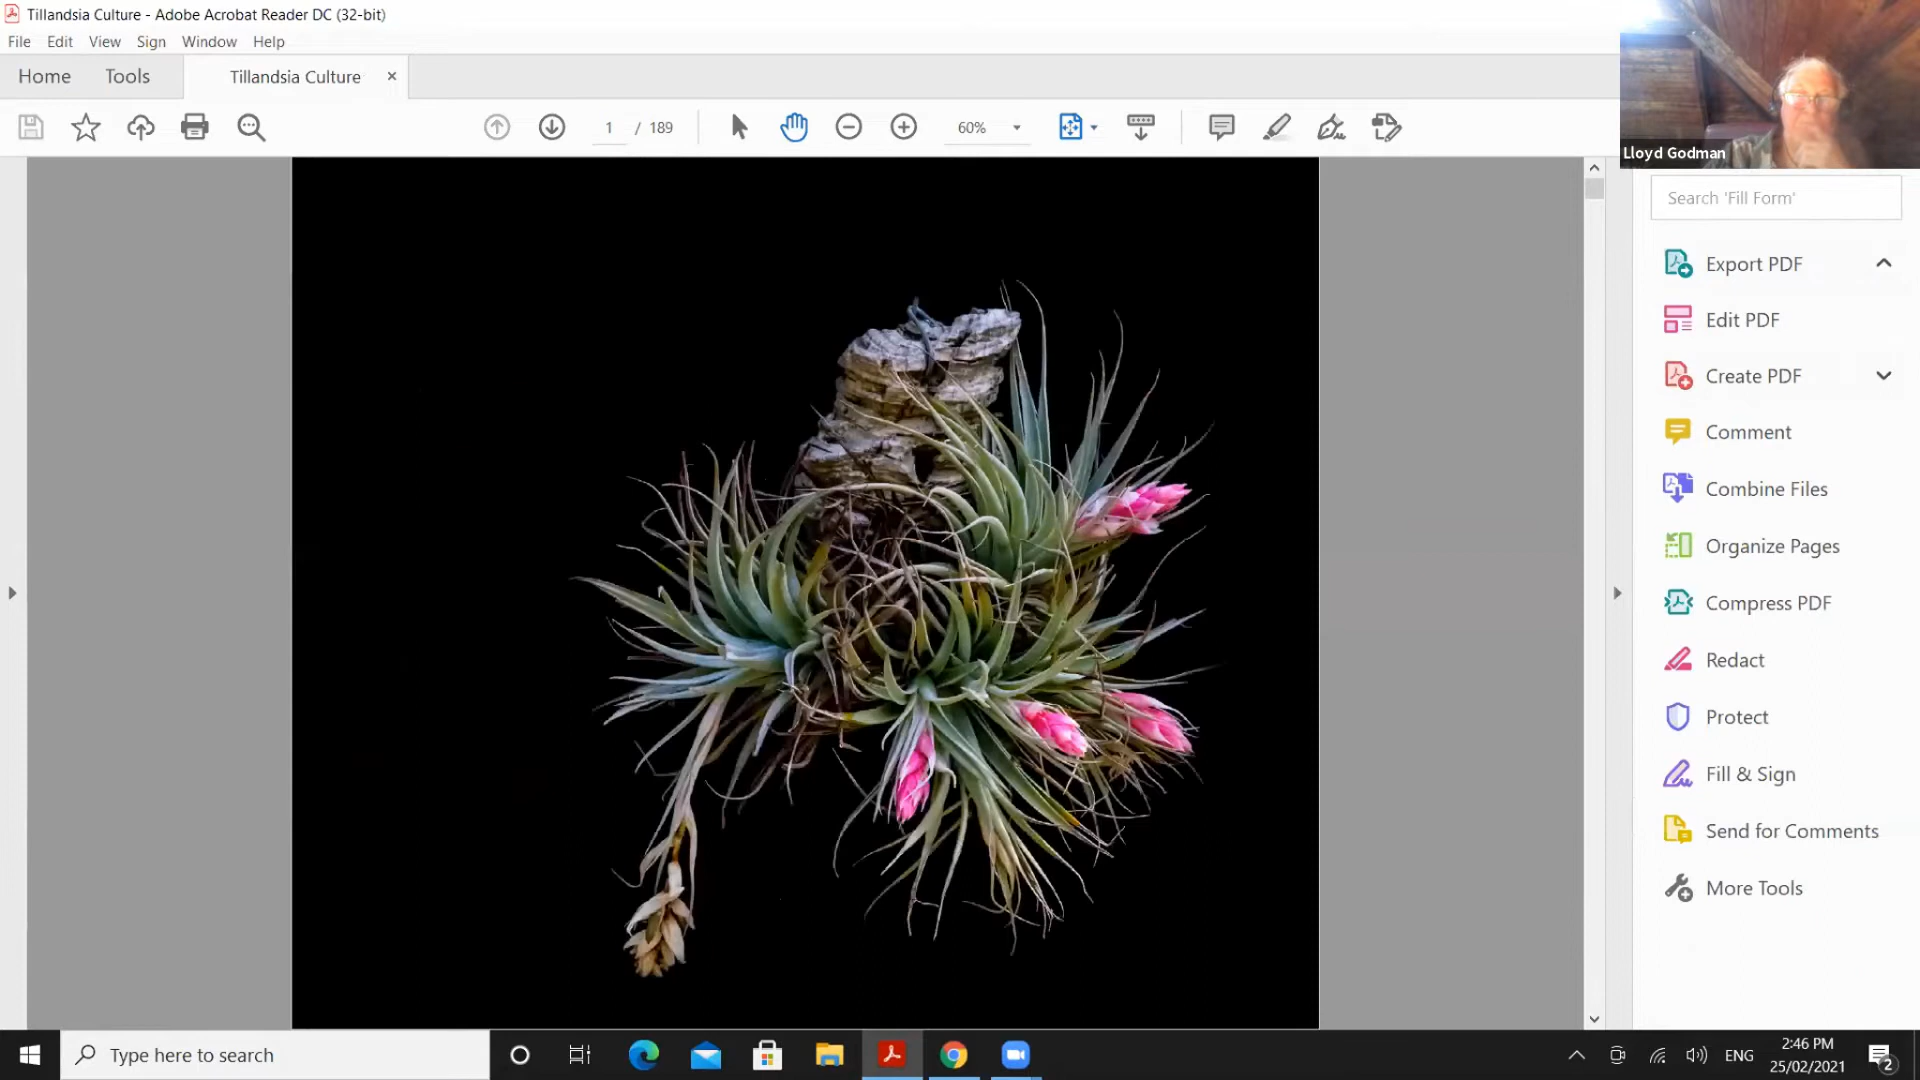 Tillandsia Culture - Adobe Acrobat Reader DC (32-bit)
File Edit View Sign Window Help
Home Tools Tillandsia Culture
1 / 189 60%
Lloyd Godman
Search 'Fill Form'
Export PDF
Edit PDF
Create PDF
Comment
Combine Files
Organize Pages
Compress PDF
Redact
Protect
Fill & Sign
Send for Comments
More Tools
Type here to search
ENG
2:46 PM
25/02/2021
2